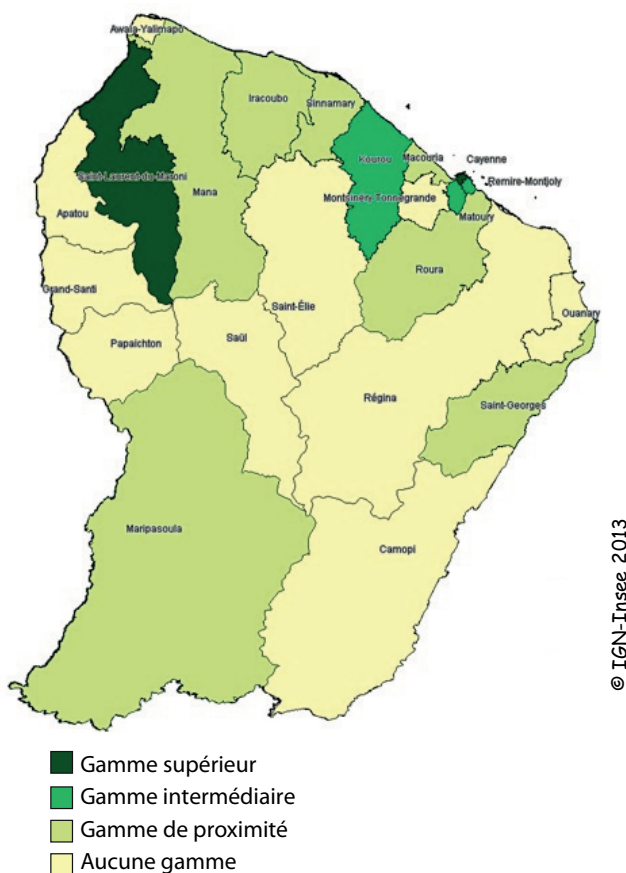 Awala-Yalimapo
Iracoubo
Sinnamary
Saint-Laurent-du-Maroni
Kourou
Macouria
Cayenne
Remire-Montjoly
Mana
Montsinery-Tonnegrande
Matoury
Apatou
Roura
Grand-Santi
Saint-Élie
Ouanary
Papaichton
Saül
Régina
Saint-Georges
Maripasoula
Camopi
© IGN-Insee 2013
Gamme supérieur
Gamme intermédiaire
Gamme de proximité
Aucune gamme